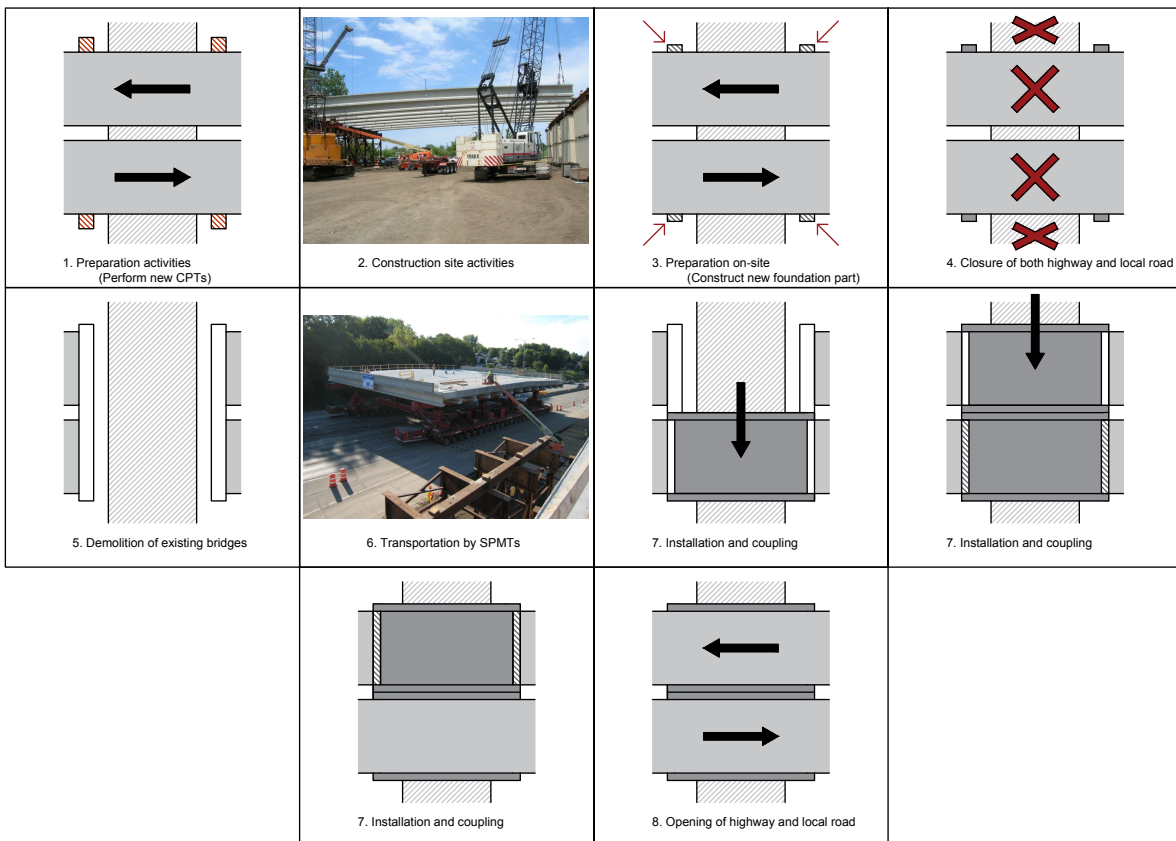 1. Preparation activities
(Perform new CPTs)
2. Construction site activities
3. Preparation on-site
(Construct new foundation part)
4. Closure of both highway and local road
5. Demolition of existing bridges
6. Transportation by SPMTs
7. Installation and coupling
7. Installation and coupling
7. Installation and coupling
8. Opening of highway and local road